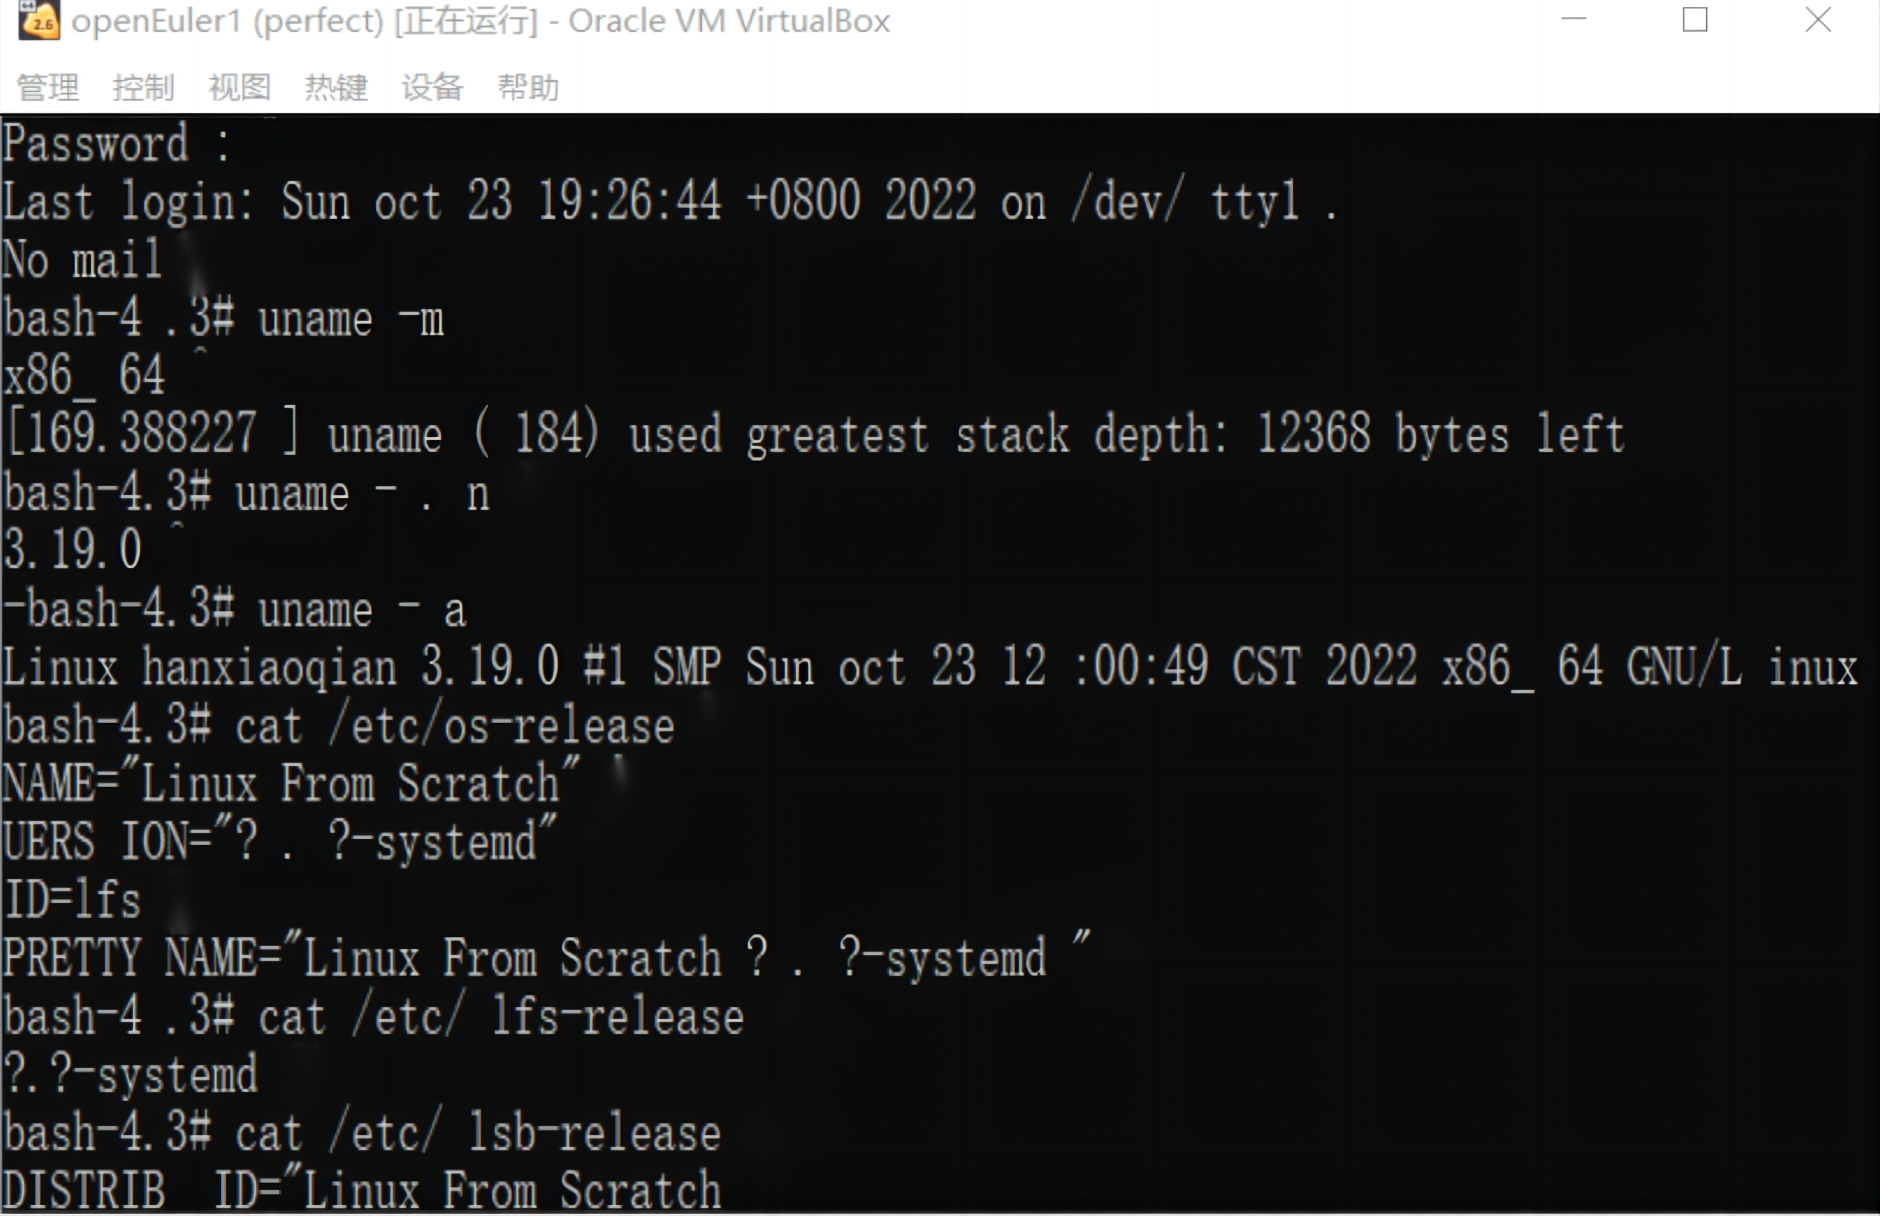 openEuler1 (perfect) [正在运行] - Oracle VM VirtualBox
管理 控制 视图 热键 设备 帮助
Password :
Last login: Sun oct 23 19:26:44 +0800 2022 on /dev/ ttyl .
No mail
bash-4 .3# uname -m
x86_ 64
[169.388227 ] uname ( 184) used greatest stack depth: 12368 bytes left
bash-4.3# uname - . n
3.19.0
-bash-4.3# uname - a
Linux hanxiaoqian 3.19.0 #1 SMP Sun oct 23 12 :00:49 CST 2022 x86_ 64 GNU/L inux
bash-4.3# cat /etc/os-release
NAME="Linux From Scratch"
UERS ION="? . ?-systemd"
ID=lfs
PRETTY NAME="Linux From Scratch ? . ?-systemd "
bash-4 .3# cat /etc/ lfs-release
?.?-systemd
bash-4.3# cat /etc/ lsb-release
DISTRIB ID="Linux From Scratch